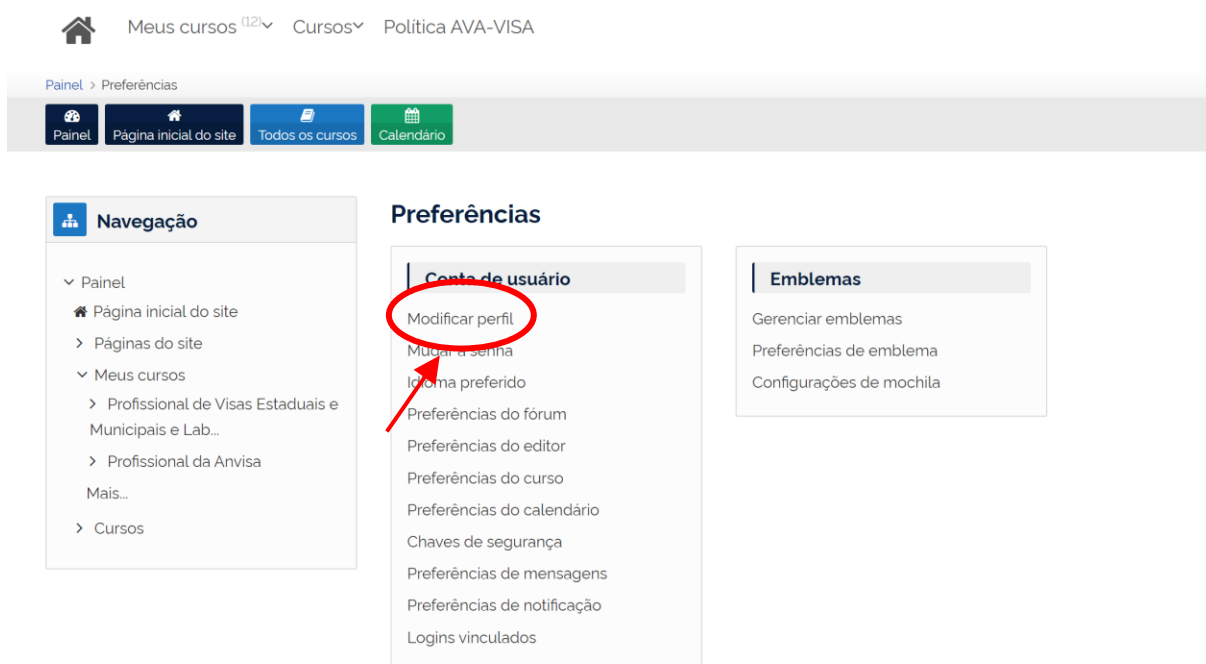 Meus cursos (12) Cursos Política AVA-VISA
Painel > Preferências
Painel Página inicial do site Todos os cursos Calendário
Navegação
Painel
Página inicial do site
Páginas do site
Meus cursos
Profissional de Visas Estaduais e
Municipais e Lab...
Profissional da Anvisa
Mais...
Cursos
Preferências
Conta de usuário
Modificar perfil
Mudar a senha
Idioma preferido
Preferências do fórum
Preferências do editor
Preferências do curso
Preferências do calendário
Chaves de segurança
Preferências de mensagens
Preferências de notificação
Logins vinculados
Emblemas
Gerenciar emblemas
Preferências de emblema
Configurações de mochila